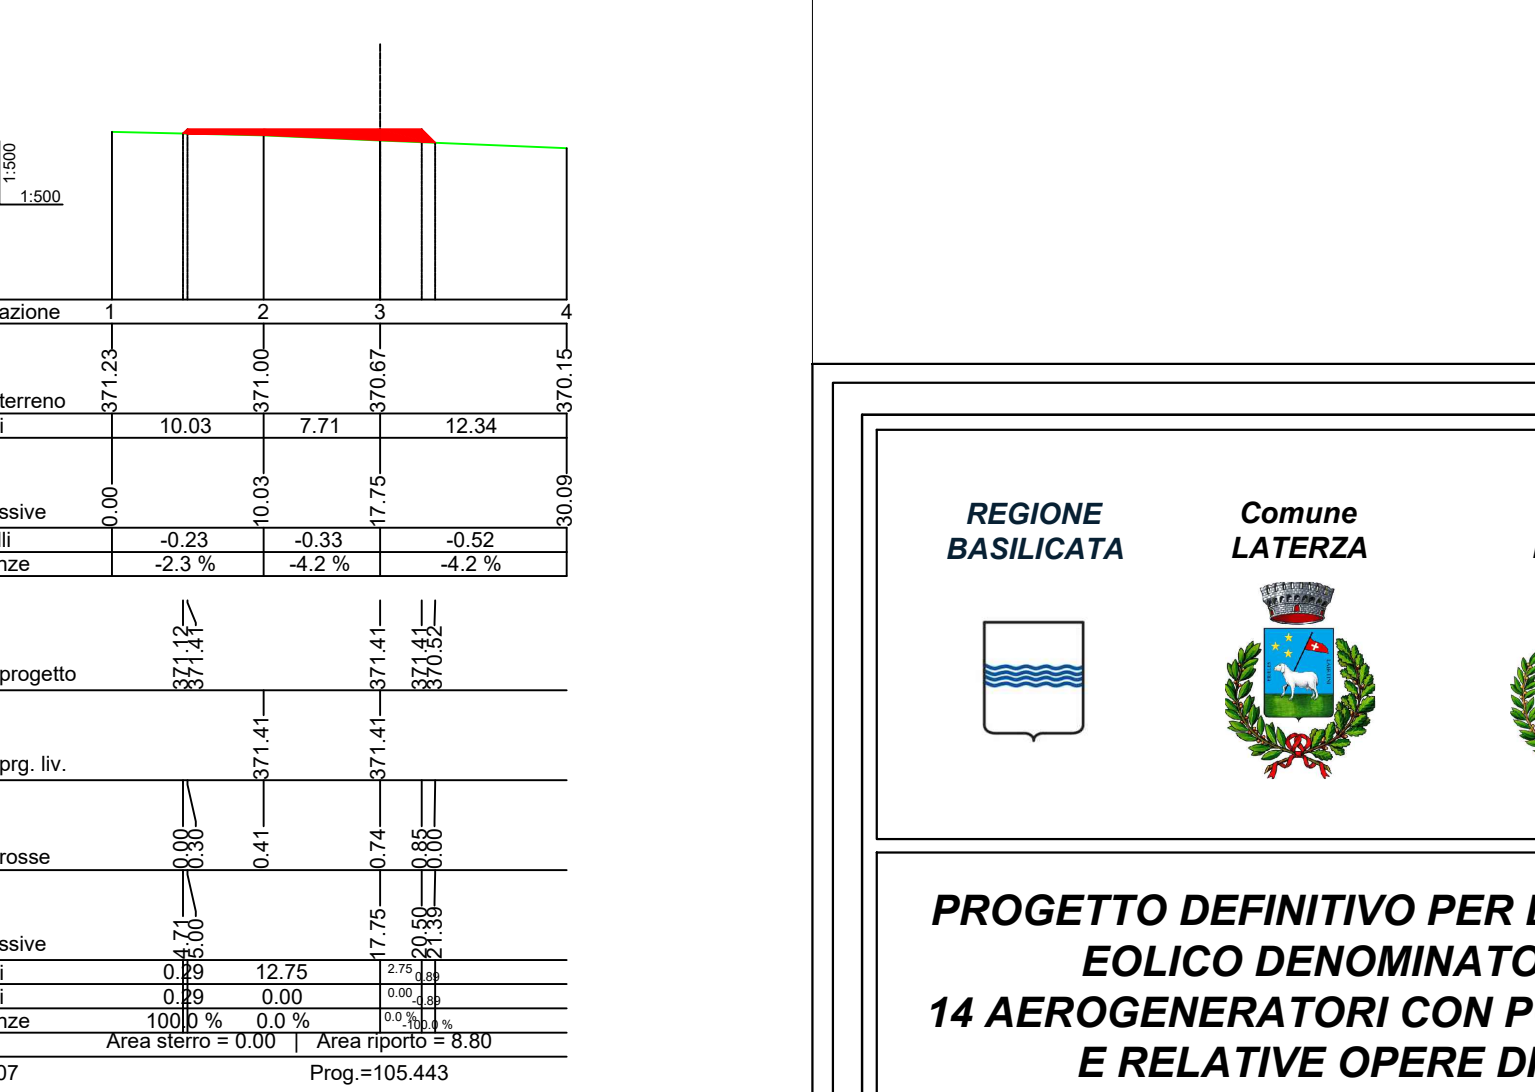 1:500
1:500
azione 1 2 3 4
terreno 371.23 371.00 370.67 370.15
i 10.03 7.71 12.34
ssive 0.00 10.03 17.75 30.09
lli -0.23 -0.33 -0.52
nze -2.3 % -4.2 % -4.2 %
progetto 371.12 371.41 371.41 371.41 370.52
prg. liv. 371.41 371.41
rosse 0.00 0.30 0.41 0.74 0.85 0.00
ssive 4.71 5.00 17.75 20.50 21.39
i 0.29 12.75 2.75 0.89
i 0.29 0.00 0.00 -0.89
nze 100.0 % 0.0 % 0.0 % -100.0 %
Area sterro = 0.00 | Area riporto = 8.80
07 Prog.=105.443
REGIONE
BASILICATA
Comune
LATERZA
PROGETTO DEFINITIVO PER
EOLICO DENOMINATO
14 AEROGENERATORI CON P
E RELATIVE OPERE DI